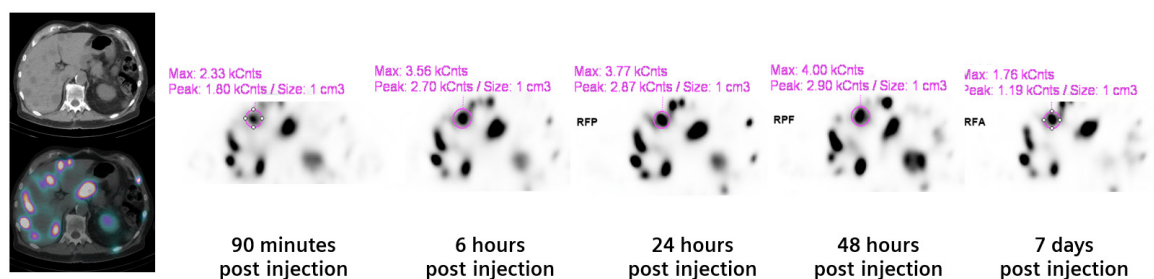 Max: 2.33 kCnts
Peak: 1.80 kCnts / Size: 1 cm3
Max: 3.56 kCnts
Peak: 2.70 kCnts / Size: 1 cm3
Max: 3.77 kCnts
Peak: 2.87 kCnts / Size: 1 cm3
Max: 4.00 kCnts
Peak: 2.90 kCnts / Size: 1 cm3
Max: 1.76 kCnts
Peak: 1.19 kCnts / Size: 1 cm3
RFP
RPF
RFA
90 minutes
post injection
6 hours
post injection
24 hours
post injection
48 hours
post injection
7 days
post injection